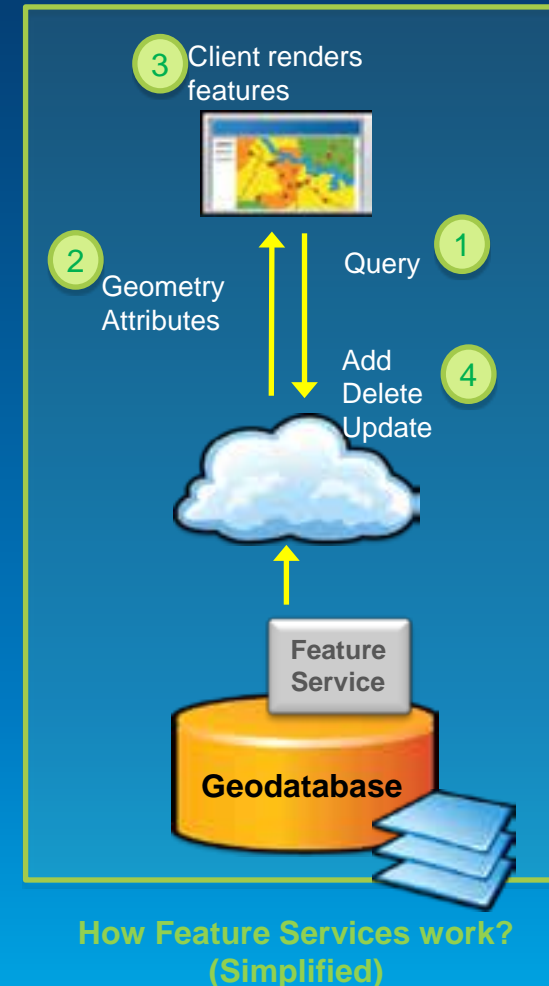 3
Client renders
features
1
Query
2
Geometry
Attributes
4
Add
Delete
Update
Feature
Service
Geodatabase
How Feature Services work?
(Simplified)